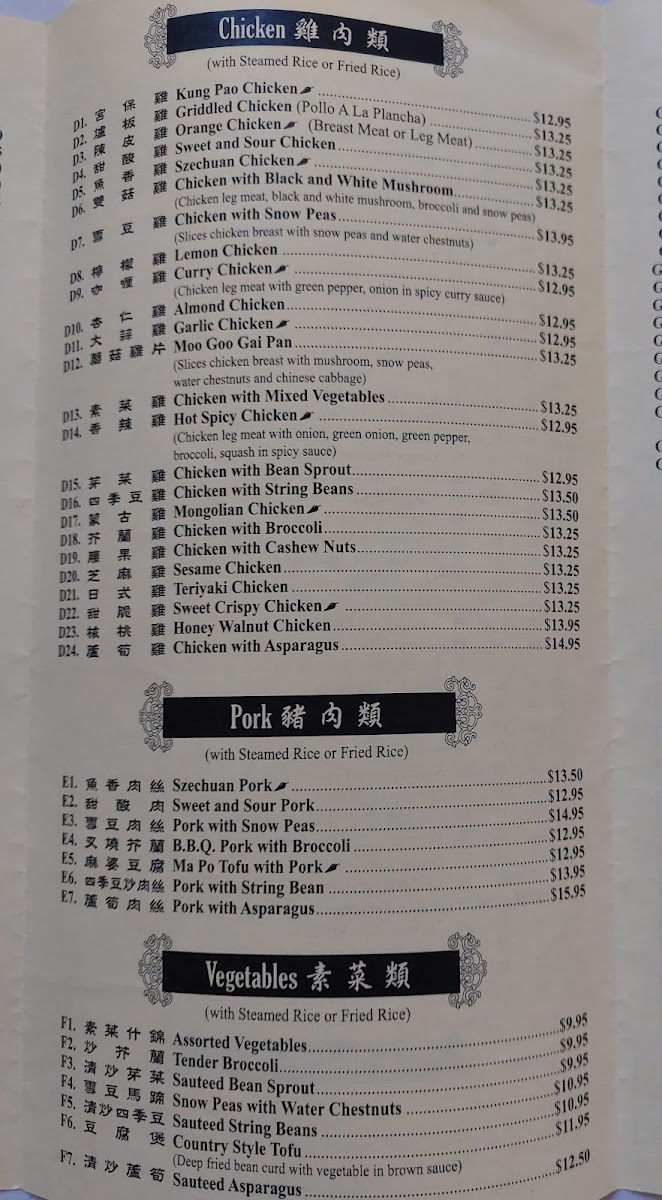 Chicken 雞肉類
(with Steamed Rice or Fried Rice)
D1. 宮保雞 Kung Pao Chicken $12.95
D2. 爐板雞 Griddled Chicken (Pollo A La Plancha) $13.25
D3. 陳皮雞 Orange Chicken (Breast Meat or Leg Meat) $13.25
D4. 甜酸雞 Sweet and Sour Chicken $13.25
D5. 魚香雞 Szechuan Chicken $13.25
D6. 雙菇雞 Chicken with Black and White Mushroom $13.25
(Chicken leg meat, black and white mushroom, broccoli and snow peas)
D7. 雪豆雞 Chicken with Snow Peas $13.95
(Slices chicken breast with snow peas and water chestnuts)
D8. 檸檬雞 Lemon Chicken $13.25
D9. 咖喱雞 Curry Chicken $12.95
(Chicken leg meat with green pepper, onion in spicy curry sauce)
D10. 杏仁雞 Almond Chicken $12.95
D11. 大蒜雞 Garlic Chicken $12.95
D12. 蘑菇雞片 Moo Goo Gai Pan $13.25
(Slices chicken breast with mushroom, snow peas,
water chestnuts and chinese cabbage)
D13. 素菜雞 Chicken with Mixed Vegetables $13.25
D14. 香辣雞 Hot Spicy Chicken $12.95
(Chicken leg meat with onion, green onion, green pepper,
broccoli, squash in spicy sauce)
D15. 芽菜雞 Chicken with Bean Sprout $12.95
D16. 四季豆雞 Chicken with String Beans $13.50
D17. 蒙古雞 Mongolian Chicken $13.50
D18. 芥蘭雞 Chicken with Broccoli $13.25
D19. 腰果雞 Chicken with Cashew Nuts $13.25
D20. 芝麻雞 Sesame Chicken $13.25
D21. 日式雞 Teriyaki Chicken $13.25
D22. 甜脆雞 Sweet Crispy Chicken $13.25
D23. 核桃雞 Honey Walnut Chicken $13.95
D24. 蘆筍雞 Chicken with Asparagus $14.95
Pork 豬肉類
(with Steamed Rice or Fried Rice)
E1. 魚香肉絲 Szechuan Pork $13.50
E2. 甜酸肉 Sweet and Sour Pork $12.95
E3. 雪豆肉絲 Pork with Snow Peas $14.95
E4. 叉燒芥蘭 B.B.Q. Pork with Broccoli $12.95
E5. 麻婆豆腐 Ma Po Tofu with Pork $12.95
E6. 四季豆炒肉絲 Pork with String Bean $13.95
E7. 蘆筍肉絲 Pork with Asparagus $15.95
Vegetables 素菜類
(with Steamed Rice or Fried Rice)
F1. 素菜什錦 Assorted Vegetables $9.95
F2. 炒芥蘭 Tender Broccoli $9.95
F3. 清炒芽菜 Sauteed Bean Sprout $9.95
F4. 雪豆馬蹄 Snow Peas with Water Chestnuts $10.95
F5. 清炒四季豆 Sauteed String Beans $10.95
F6. 豆腐煲 Country Style Tofu $11.95
(Deep fried bean curd with vegetable in brown sauce)
F7. 清炒蘆筍 Sauteed Asparagus $12.50